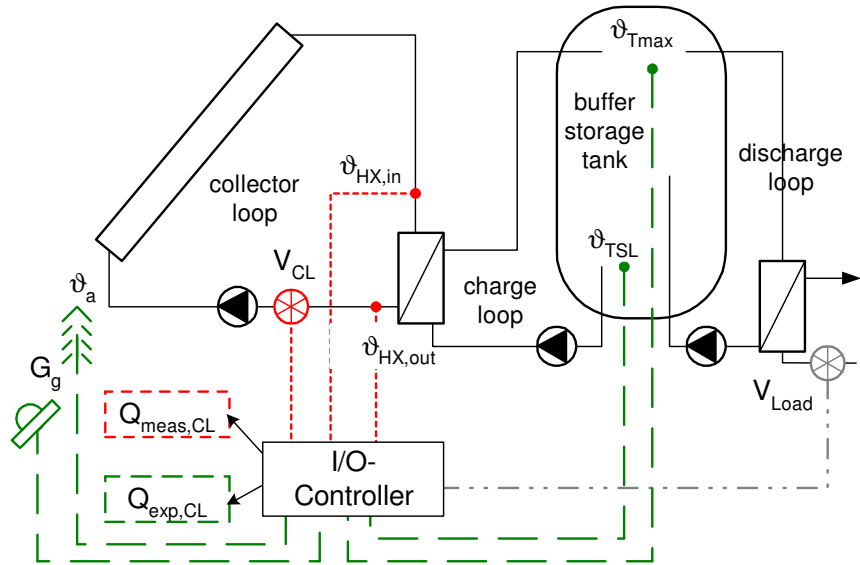 ϑTmax
buffer
storage
tank
discharge
loop
ϑHX,in
collector
loop
ϑTSL
VCL
charge
loop
ϑa
ϑHX,out
Gg
VLoad
Qmeas,CL
I/O-
Controller
Qexp,CL